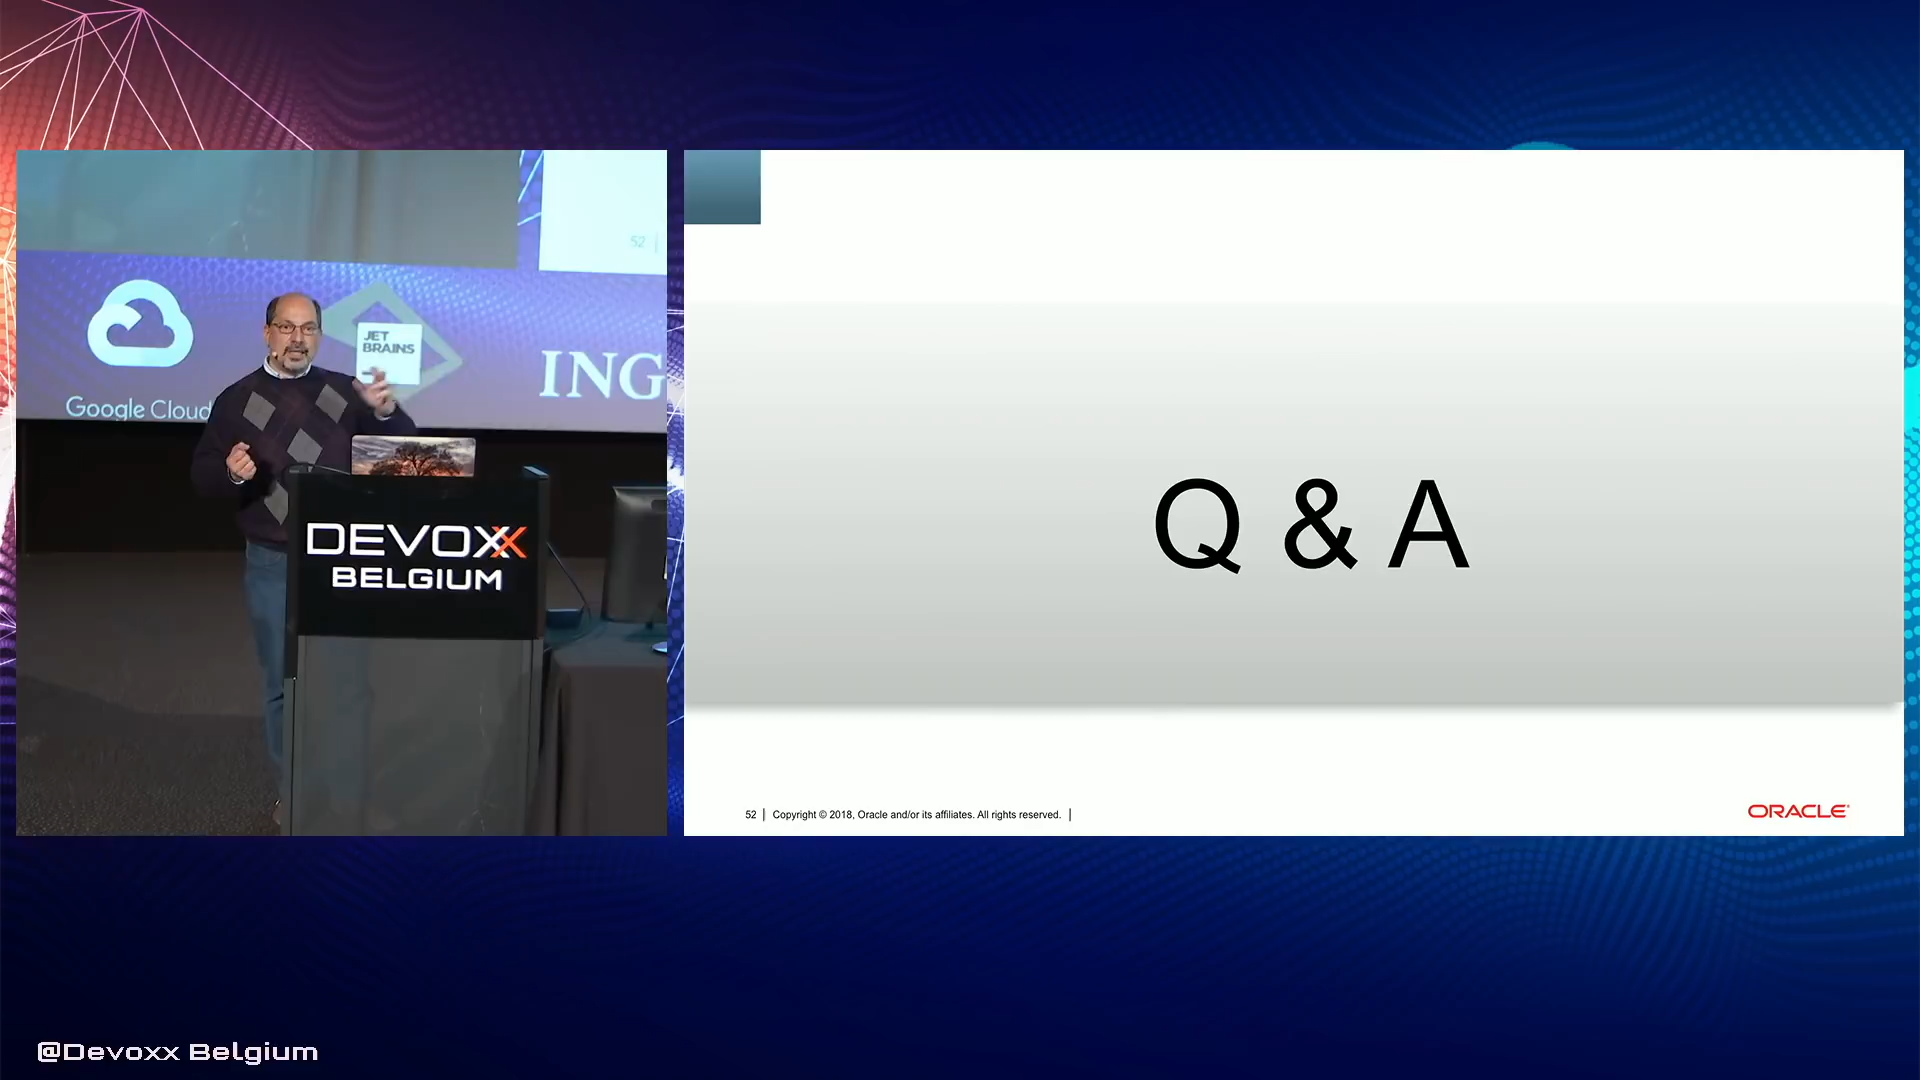 52
Google Cloud
JET
BRAINS
ING
DEVOXX
BELGIUM
Q & A
52 | Copyright © 2018, Oracle and/or its affiliates. All rights reserved. |
ORACLE®
@Devoxx Belgium